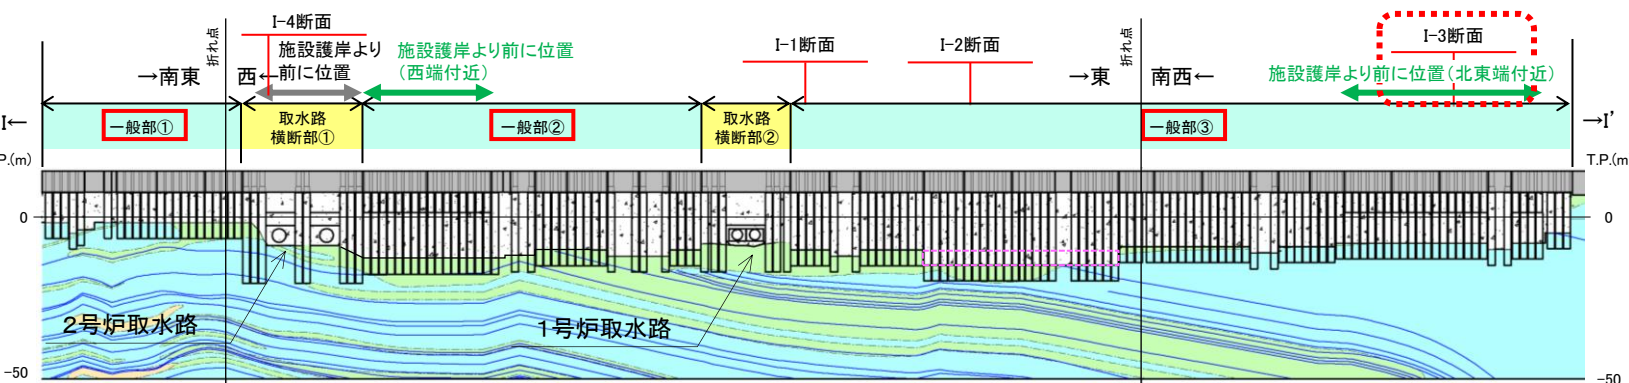 I-4断面
I-1断面
I-2断面
I-3断面
折れ点
折れ点
施設護岸より
前に位置
施設護岸より前に位置
(西端付近)
→南東
西←
→東
南西←
施設護岸より前に位置(北東端付近)
I←
一般部①
取水路
横断部①
一般部②
取水路
横断部②
一般部③
→I'
P.(m)
T.P.(m
0
0
2号炉取水路
1号炉取水路
-50
-50